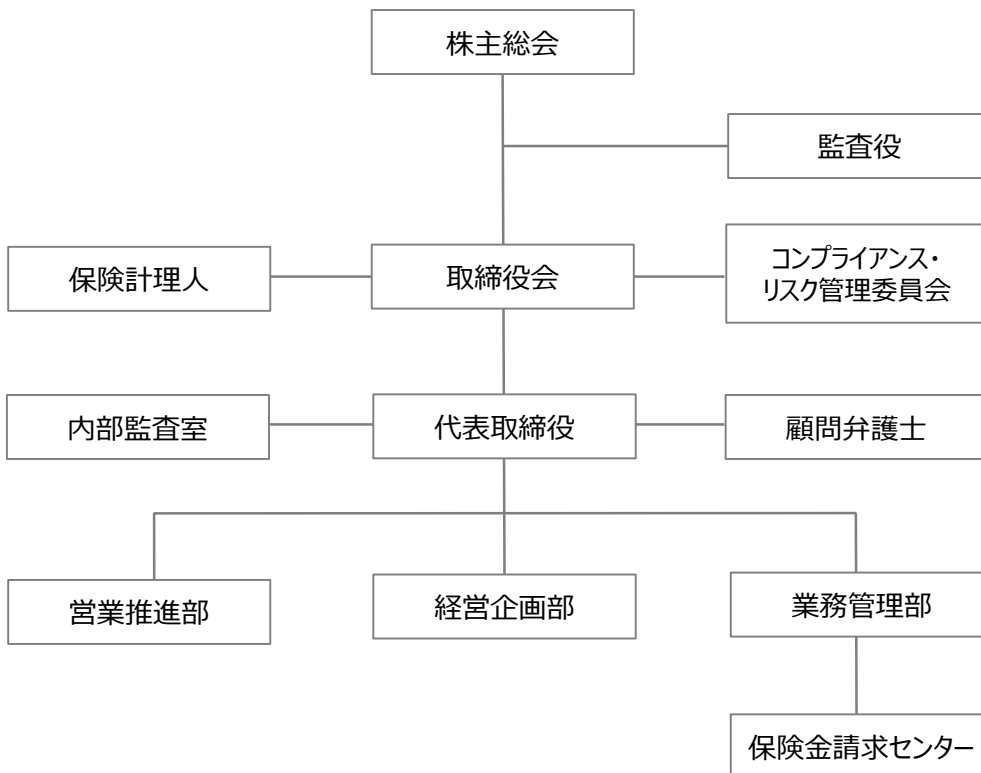 株主総会
監査役
保険計理人
取締役会
コンプライアンス・
リスク管理委員会
内部監査室
代表取締役
顧問弁護士
営業推進部
経営企画部
業務管理部
保険金請求センター